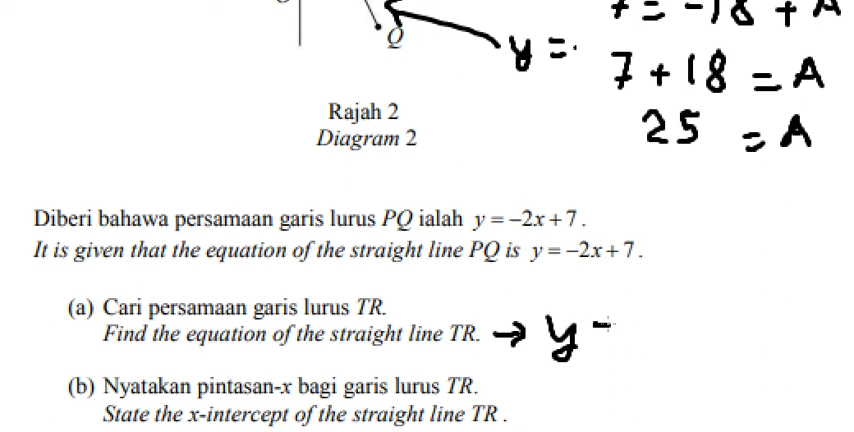 7 = -18 + A
Q
y =
7 + 18 = A
25 = A
Rajah 2
Diagram 2
Diberi bahawa persamaan garis lurus PQ ialah y = −2x + 7 .
It is given that the equation of the straight line PQ is y = −2x + 7 .
(a) Cari persamaan garis lurus TR.
Find the equation of the straight line TR. → y =
(b) Nyatakan pintasan-x bagi garis lurus TR.
State the x-intercept of the straight line TR .